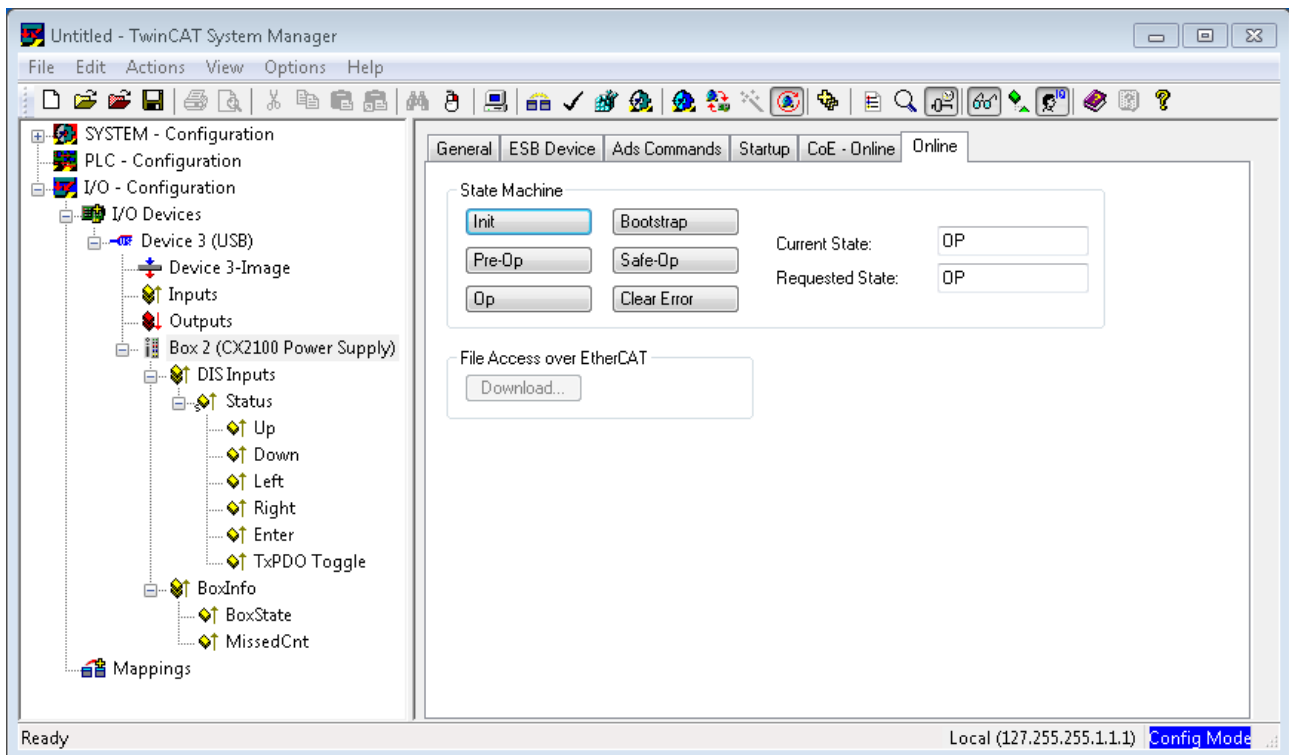 Untitled - TwinCAT System Manager
File Edit Actions View Options Help
SYSTEM - Configuration
PLC - Configuration
I/O - Configuration
I/O Devices
Device 3 (USB)
Device 3-Image
Inputs
Outputs
Box 2 (CX2100 Power Supply)
DIS Inputs
Status
Up
Down
Left
Right
Enter
TxPDO Toggle
BoxInfo
BoxState
MissedCnt
Mappings
General ESB Device Ads Commands Startup CoE - Online Online
State Machine
Init Bootstrap
Pre-Op Safe-Op
Op Clear Error
Current State: OP
Requested State: OP
File Access over EtherCAT
Download...
Ready Local (127.255.255.1.1.1) Config Mode